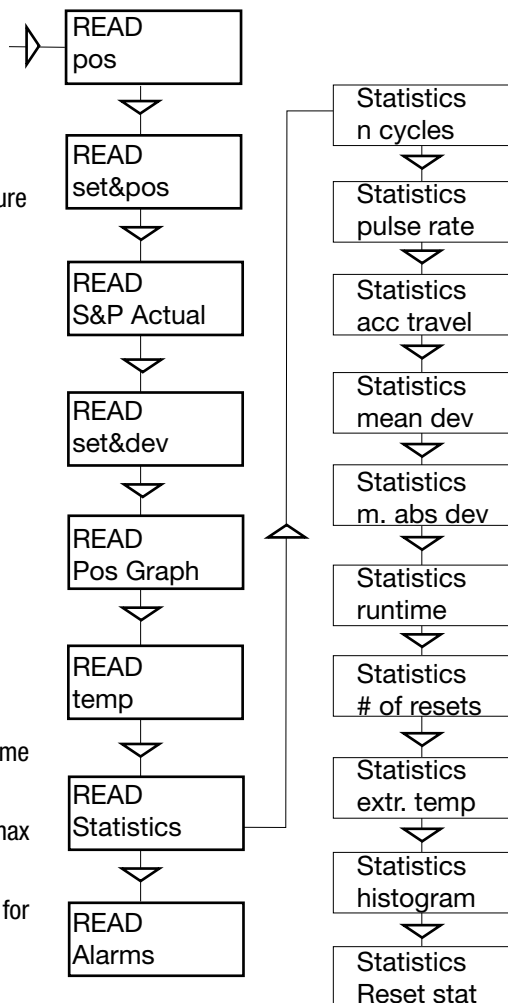 READ
pos
READ
set&pos
READ
S&P Actual
READ
set&dev
READ
Pos Graph
READ
temp
READ
Statistics
READ
Alarms
ure
me
nax
for
Statistics
n cycles
Statistics
pulse rate
Statistics
acc travel
Statistics
mean dev
Statistics
m. abs dev
Statistics
runtime
Statistics
# of resets
Statistics
extr. temp
Statistics
histogram
Statistics
Reset stat